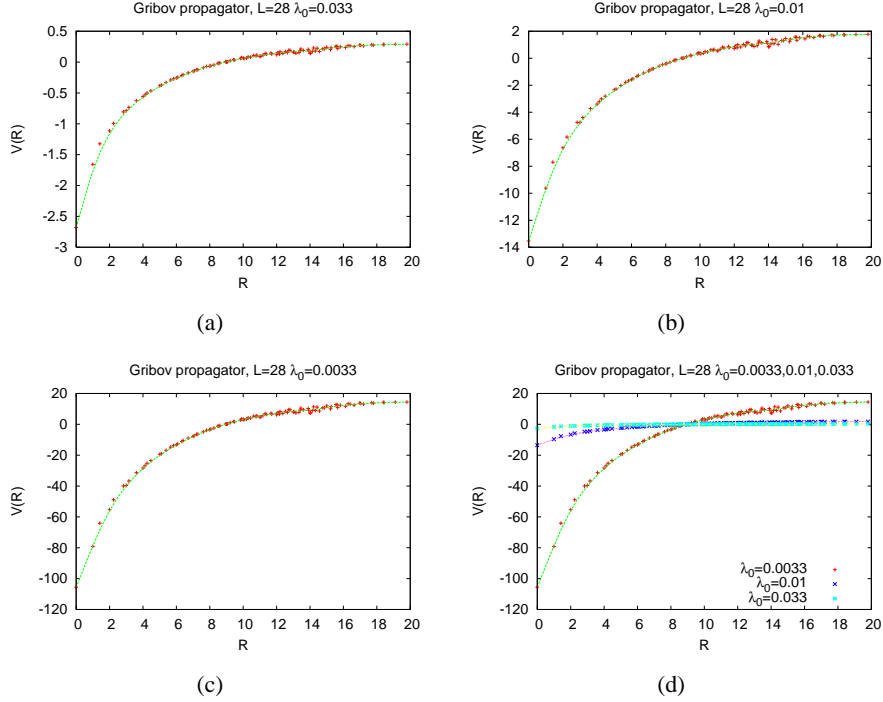 Gribov propagator, L=28 λ0=0.033
0.5
0
-0.5
-1
-1.5
-2
-2.5
-3
V(R)
0 2 4 6 8 10 12 14 16 18 20
R
(a)
Gribov propagator, L=28 λ0=0.01
2
0
-2
-4
-6
-8
-10
-12
-14
V(R)
0 2 4 6 8 10 12 14 16 18 20
R
(b)
Gribov propagator, L=28 λ0=0.0033
20
0
-20
-40
-60
-80
-100
-120
V(R)
0 2 4 6 8 10 12 14 16 18 20
R
(c)
Gribov propagator, L=28 λ0=0.0033,0.01,0.033
20
0
-20
-40
-60
-80
-100
-120
V(R)
λ0=0.0033
λ0=0.01
λ0=0.033
0 2 4 6 8 10 12 14 16 18 20
R
(d)